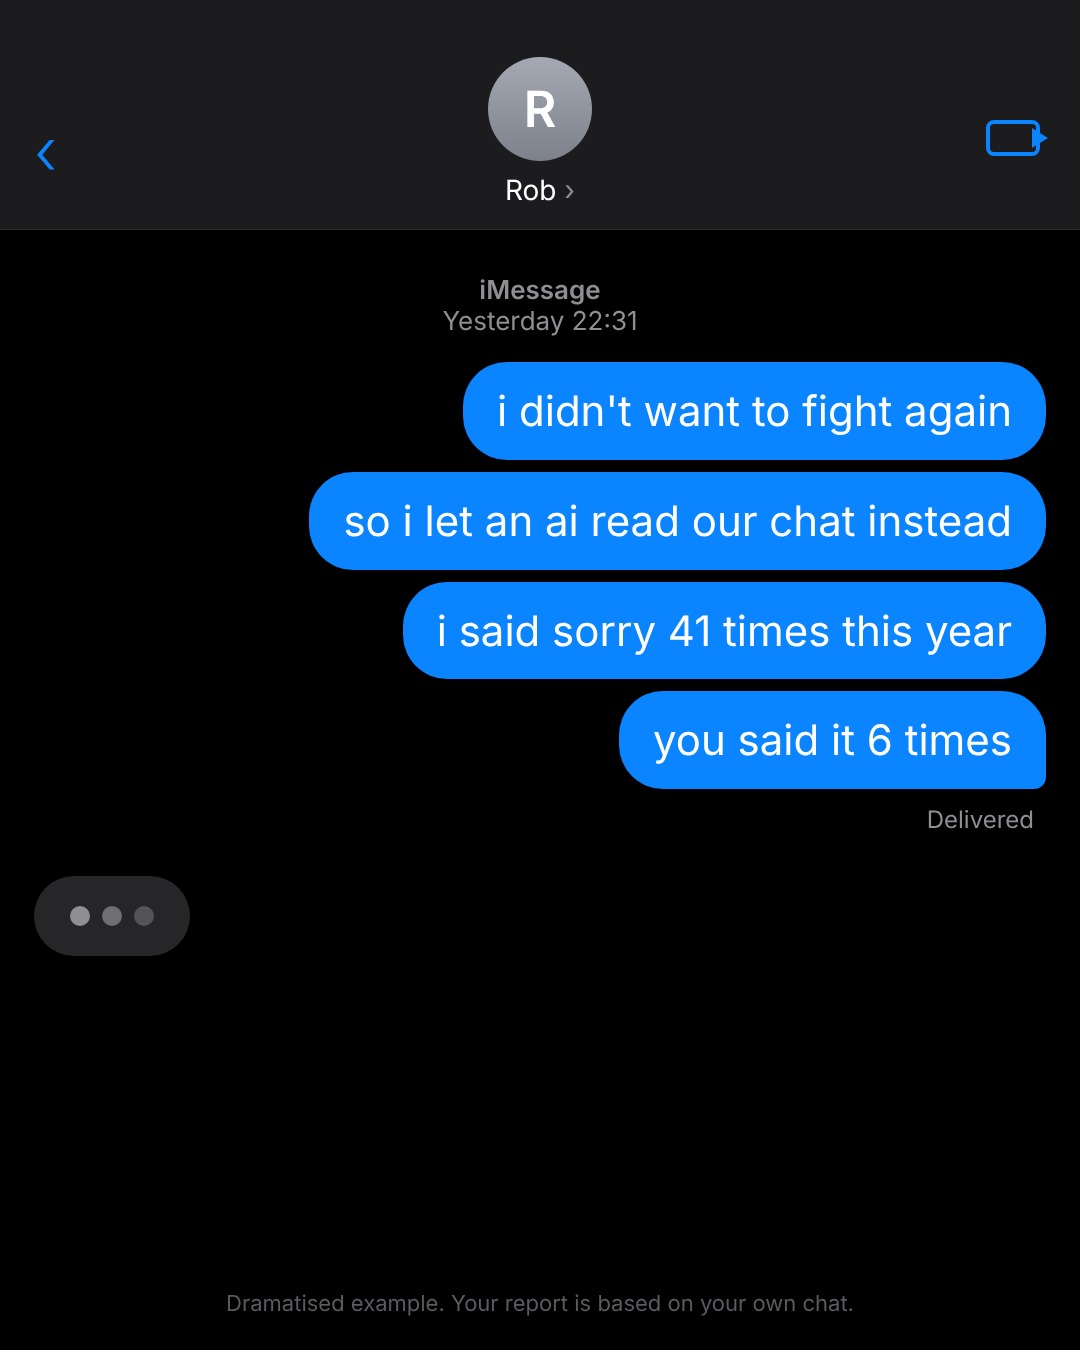 R
Rob ›
iMessage
Yesterday 22:31
i didn't want to fight again
so i let an ai read our chat instead
i said sorry 41 times this year
you said it 6 times
Delivered
Dramatised example. Your report is based on your own chat.